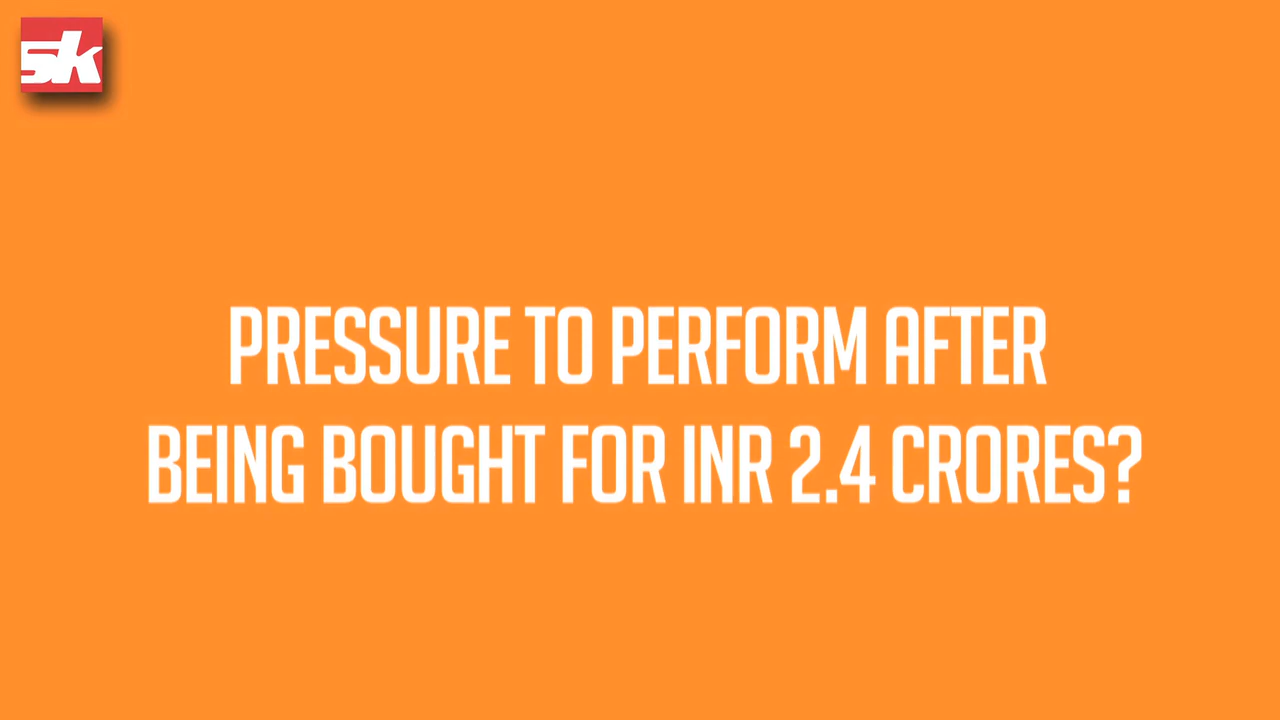 sk
PRESSURE TO PERFORM AFTER
BEING BOUGHT FOR INR 2.4 CRORES?